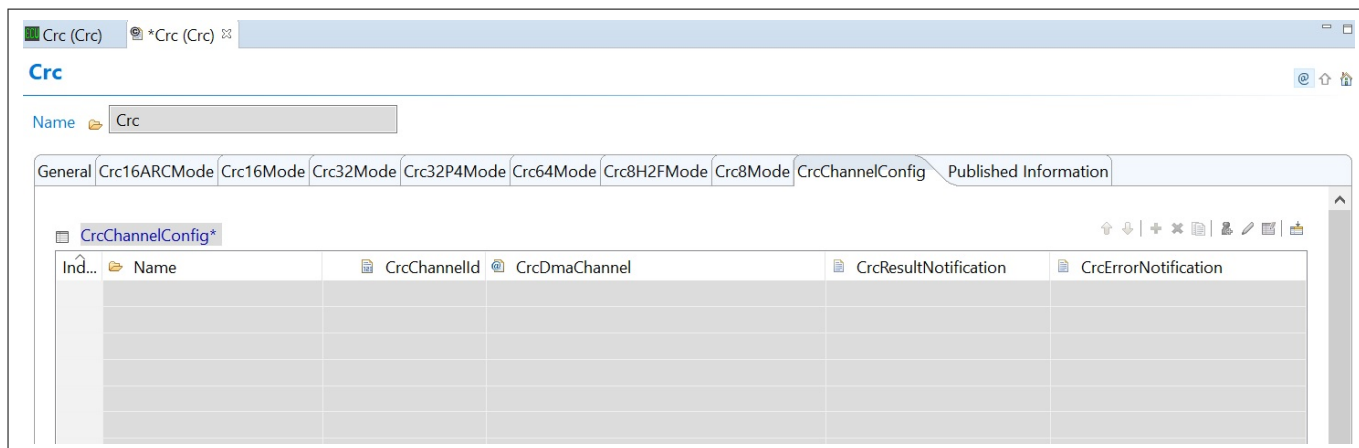 Crc (Crc) *Crc (Crc)
Crc
Name Crc
General Crc16ARCMode Crc16Mode Crc32Mode Crc32P4Mode Crc64Mode Crc8H2FMode Crc8Mode CrcChannelConfig Published Information
CrcChannelConfig*
Ind... Name CrcChannelId CrcDmaChannel CrcResultNotification CrcErrorNotification